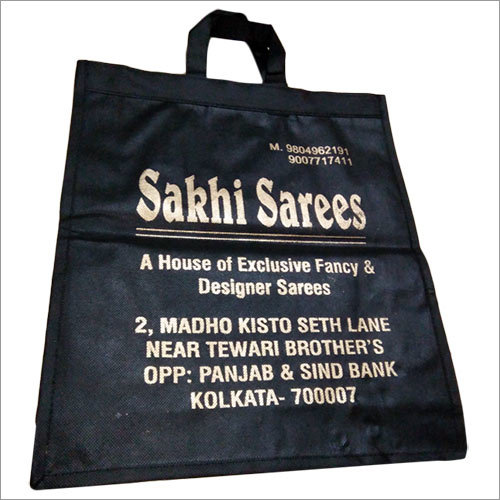 M. 9804962191
9007717411
Sakhi Sarees
A House of Exclusive Fancy &
Designer Sarees
2, MADHO KISTO SETH LANE
NEAR TEWARI BROTHER'S
OPP: PANJAB & SIND BANK
KOLKATA- 700007